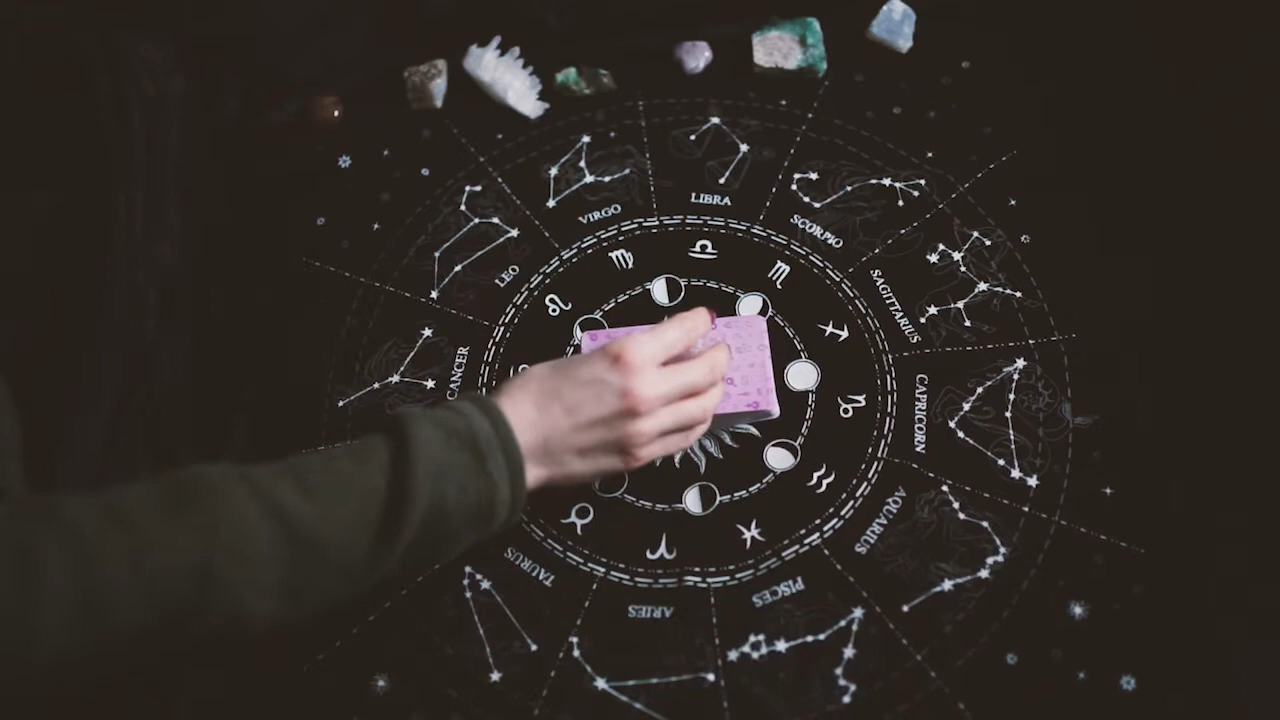 VIRGO
LIBRA
SCORPIO
LEO
SAGITTARIUS
CANCER
CAPRICORN
AQUARIUS
TAURUS
ARIES
PISCES